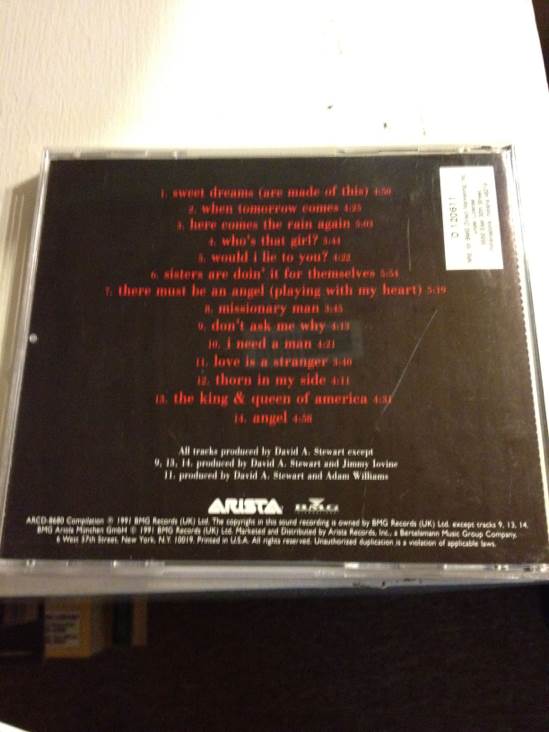 1. sweet dreams (are made of this) 4:50
2. when tomorrow comes 4:25
3. here comes the rain again 5:03
4. who's that girl? 3:44
5. would i lie to you? 4:22
6. sisters are doin' it for themselves 5:54
7. there must be an angel (playing with my heart) 5:19
8. missionary man 3:45
9. don't ask me why 4:13
10. i need a man 4:21
11. love is a stranger 3:40
12. thorn in my side 4:11
13. the king & queen of america 4:31
14. angel 4:58
All tracks produced by David A. Stewart except
9, 13, 14. produced by David A. Stewart and Jimmy Iovine
11. produced by David A. Stewart and Adam Williams
ARISTA BMG
ARCD-8680 Compilation ℗ 1991 BMG Records (UK) Ltd. The copyright in this sound recording is owned by BMG Records (UK) Ltd. except tracks 9, 13, 14.
BMG Ariola München GmbH © 1991 BMG Records (UK) Ltd. Marketed and Distributed by Arista Records, Inc., a Bertelsmann Music Group Company,
6 West 57th Street, New York, N.Y. 10019. Printed in U.S.A. All rights reserved. Unauthorized duplication is a violation of applicable laws.
D 120611